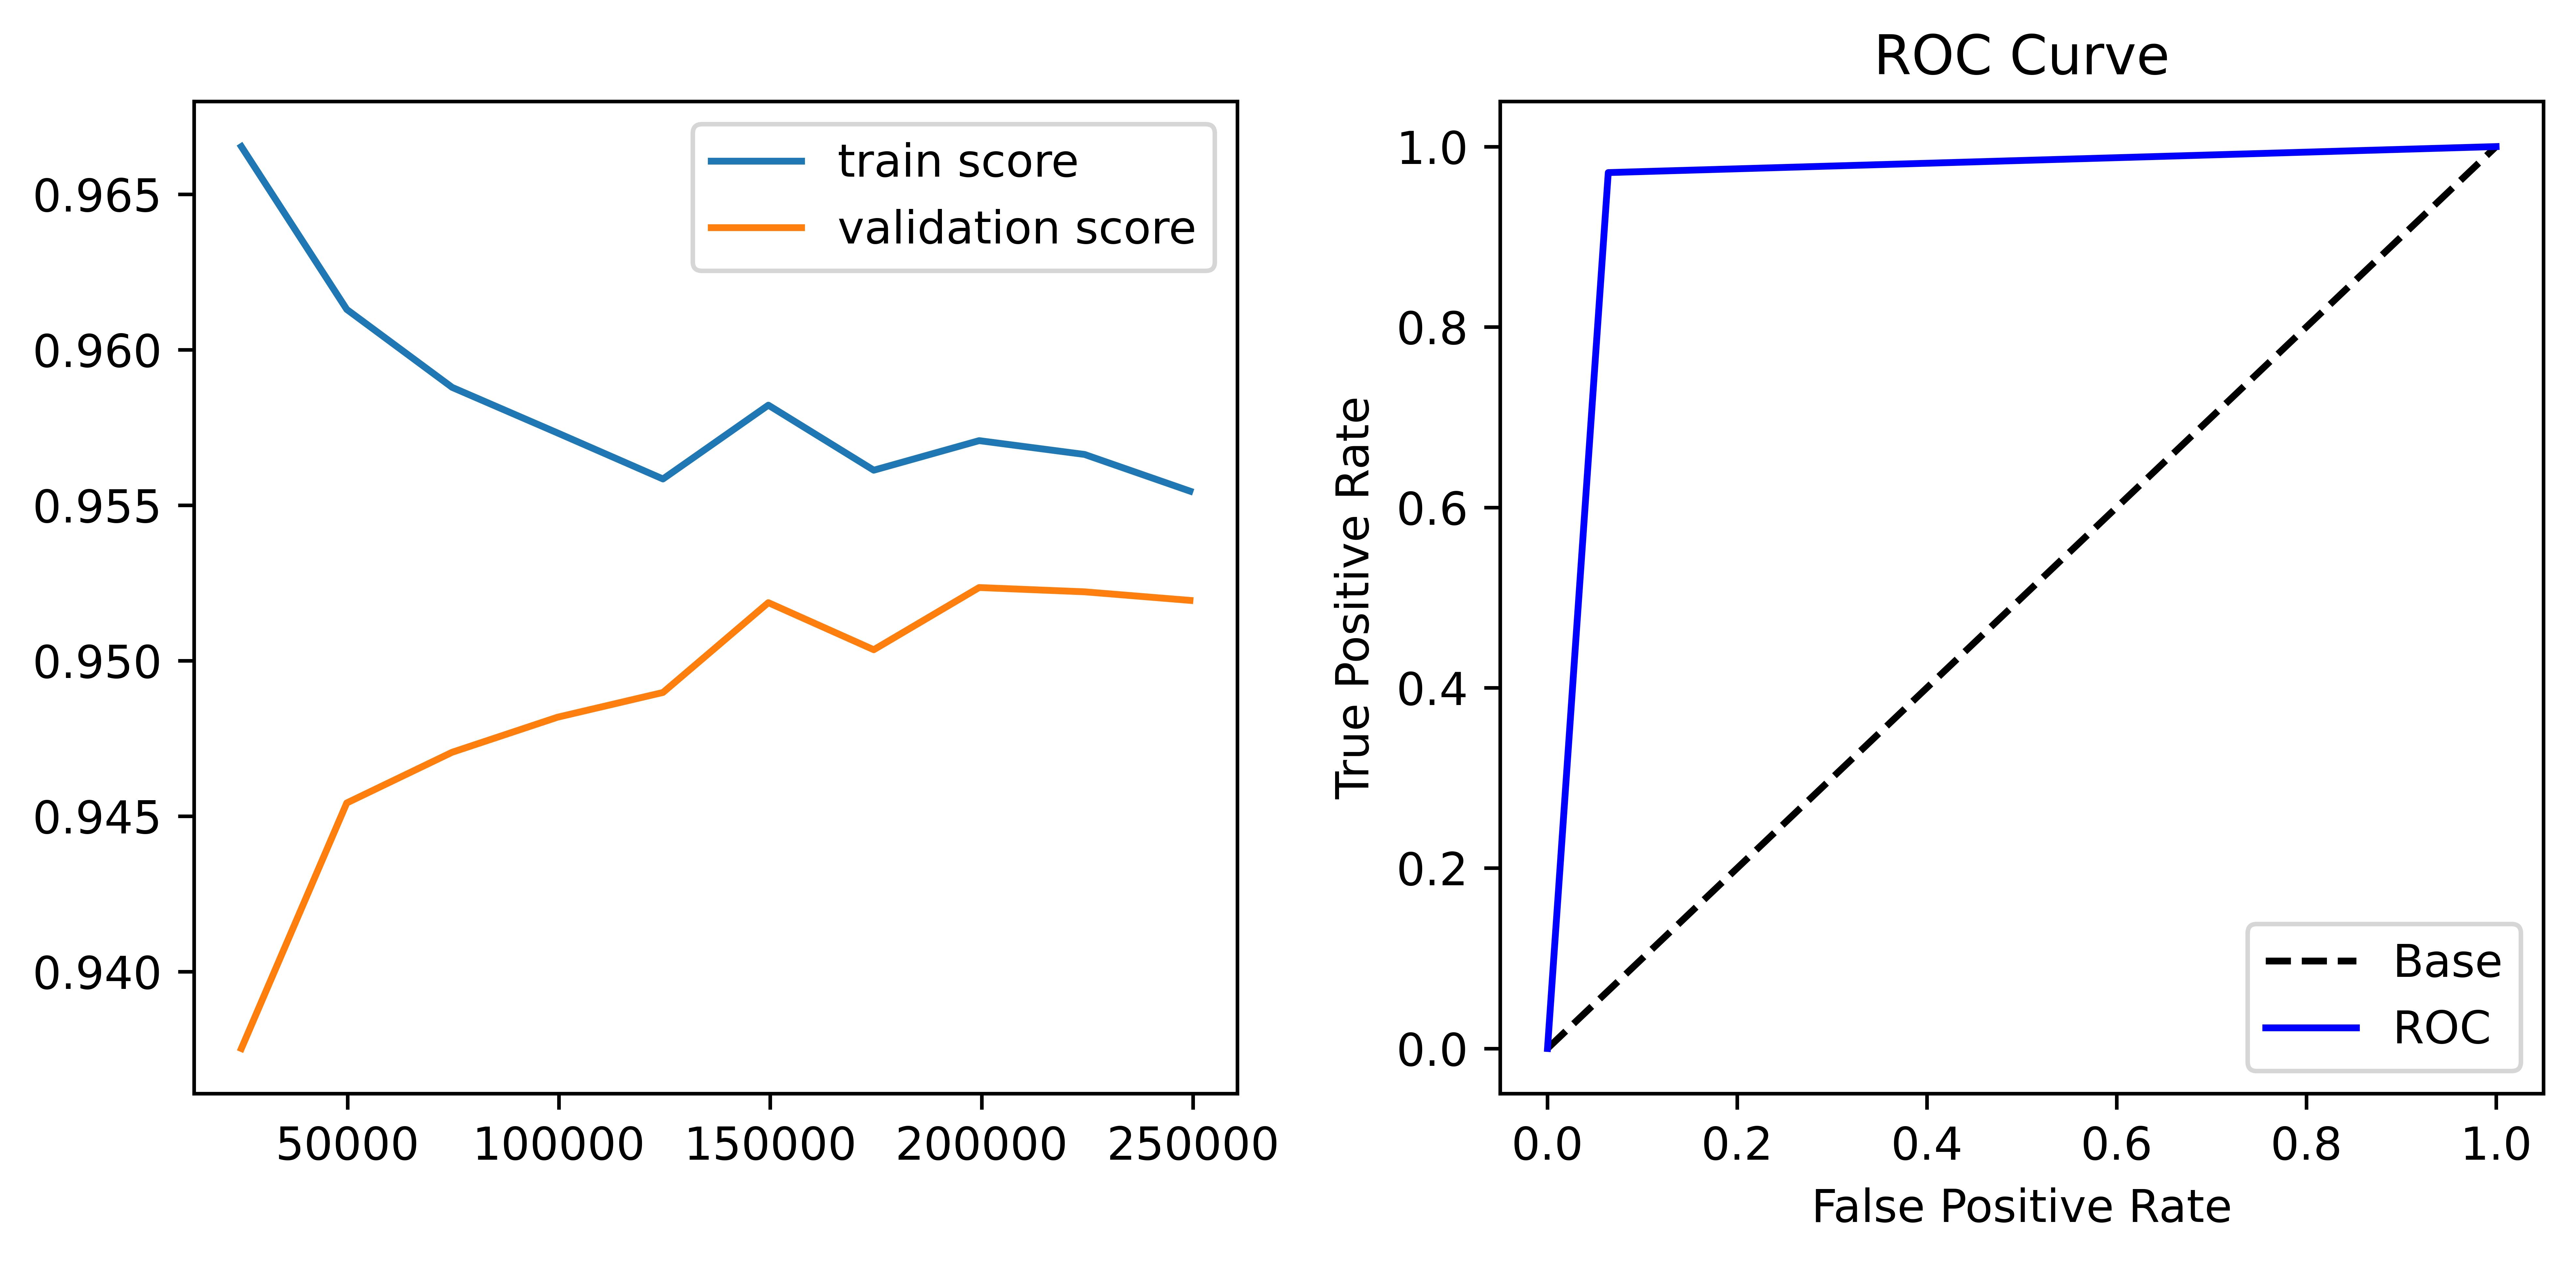 train score
validation score
0.965
0.960
0.955
0.950
0.945
0.940
50000 100000 150000 200000 250000
ROC Curve
True Positive Rate
1.0
0.8
0.6
0.4
0.2
0.0
Base
ROC
0.0 0.2 0.4 0.6 0.8 1.0
False Positive Rate